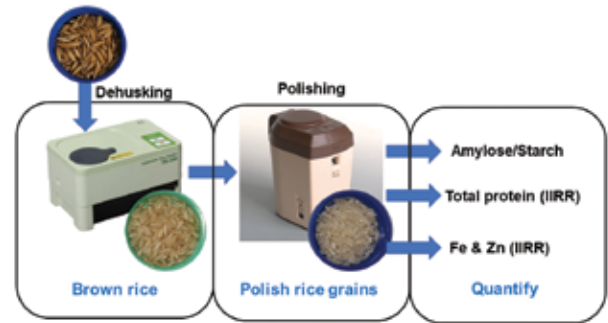 Dehusking
Polishing
Amylose/Starch
Total protein (IIRR)
Fe & Zn (IIRR)
Brown rice
Polish rice grains
Quantify